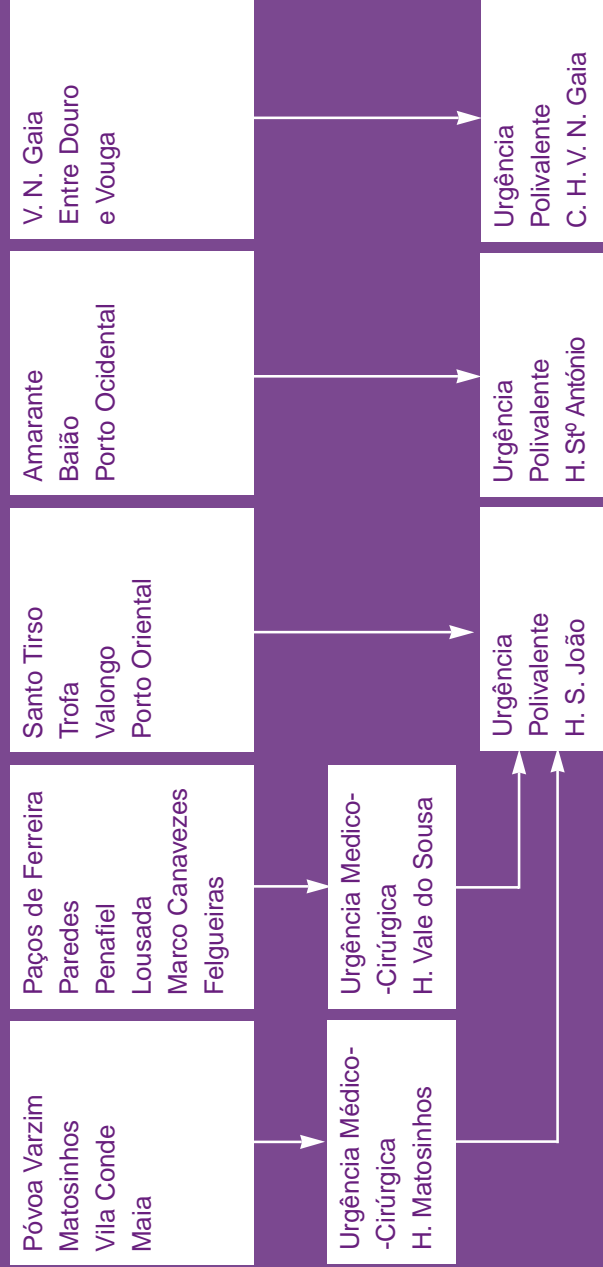 Póvoa Varzim
Matosinhos
Vila Conde
Maia
Paços de Ferreira
Paredes
Penafiel
Lousada
Marco Canavezes
Felgueiras
Santo Tirso
Trofa
Valongo
Porto Oriental
Amarante
Baião
Porto Ocidental
V. N. Gaia
Entre Douro
e Vouga
Urgência Médico-
-Cirúrgica
H. Matosinhos
Urgência Medico-
-Cirúrgica
H. Vale do Sousa
Urgência
Polivalente
H. S. João
Urgência
Polivalente
H. Stº António
Urgência
Polivalente
C. H. V. N. Gaia